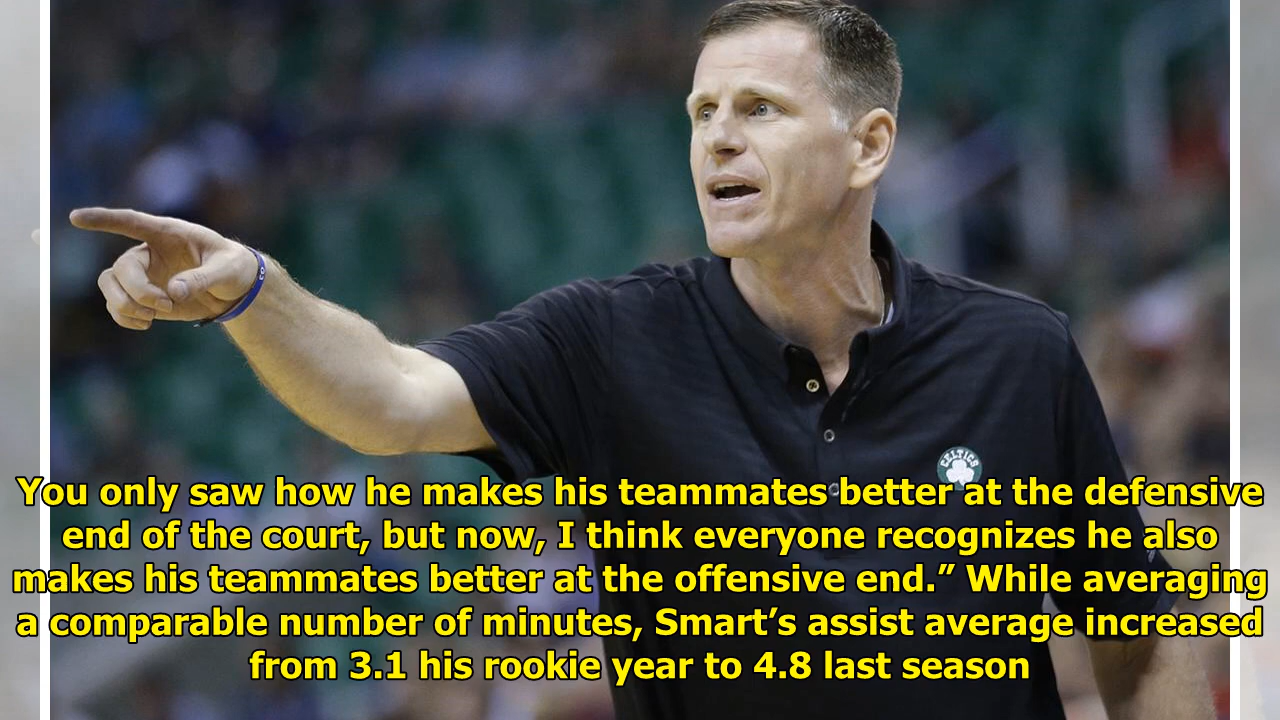 CELTICS
You only saw how he makes his teammates better at the defensive
end of the court, but now, I think everyone recognizes he also
makes his teammates better at the offensive end.” While averaging
a comparable number of minutes, Smart’s assist average increased
from 3.1 his rookie year to 4.8 last season